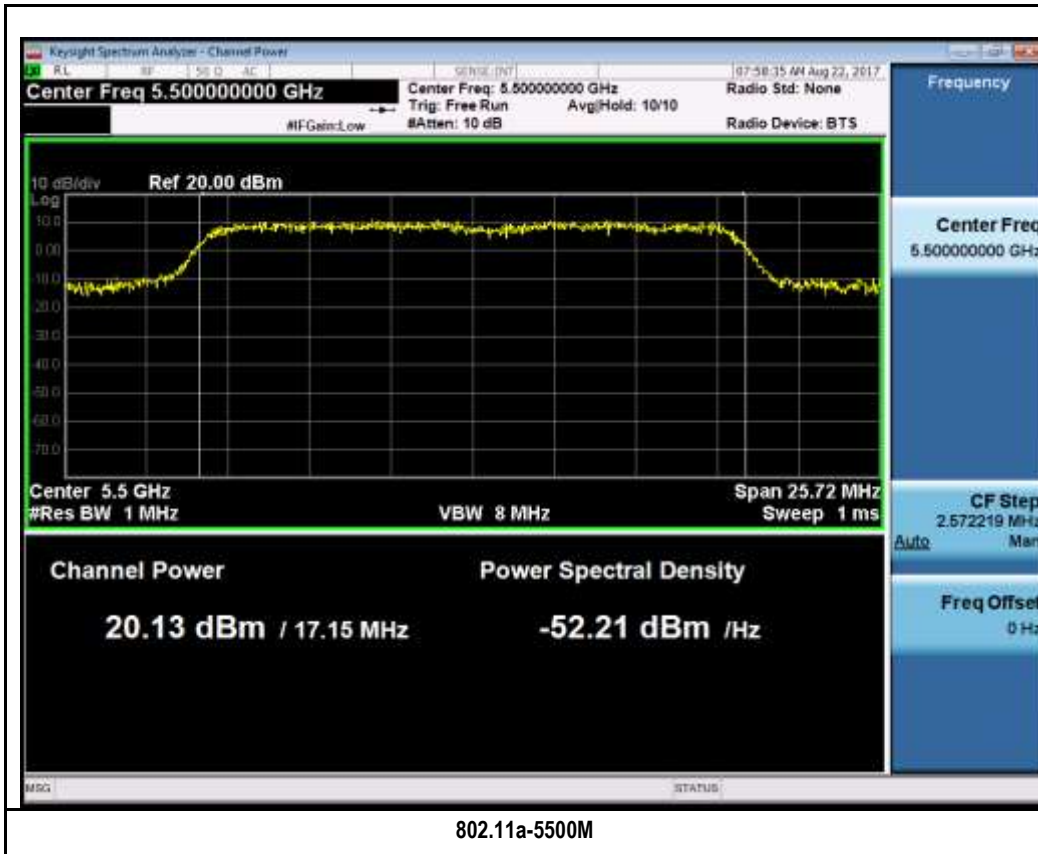 Keysight Spectrum Analyzer - Channel Power
RL RF 50 Ω AC SENSE:INT 07:58:35 AM Aug 22, 2017
Center Freq 5.500000000 GHz
Center Freq: 5.500000000 GHz
Radio Std: None
Trig: Free Run Avg|Hold: 10/10
#IFGain:Low
#Atten: 10 dB
Radio Device: BTS
Frequency
10 dB/div Ref 20.00 dBm
Log
10.0
0.00
-10.0
-20.0
-30.0
-40.0
-50.0
-60.0
-70.0
Center 5.5 GHz
Span 25.72 MHz
#Res BW 1 MHz
VBW 8 MHz
Sweep 1 ms
Channel Power
Power Spectral Density
20.13 dBm / 17.15 MHz
-52.21 dBm /Hz
Center Freq
5.500000000 GHz
CF Step
2.572219 MHz
Auto Man
Freq Offset
0 Hz
MSG
STATUS
802.11a-5500M